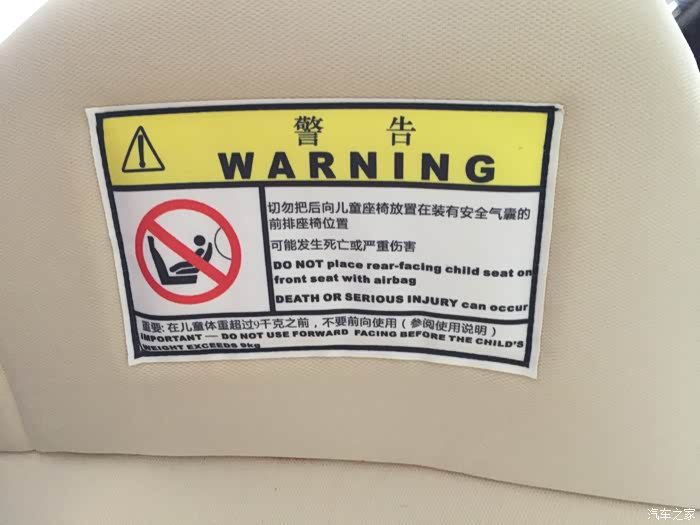 警 告
WARNING
切勿把后向儿童座椅放置在装有安全气囊的
前排座椅位置
可能发生死亡或严重伤害
DO NOT place rear-facing child seat on
front seat with airbag
DEATH OR SERIOUS INJURY can occur
重要: 在儿童体重超过9千克之前，不要前向使用（参阅使用说明）
IMPORTANT — DO NOT USE FORWARD FACING BEFORE THE CHILD'S
WEIGHT EXCEEDS 9kg
汽车之家